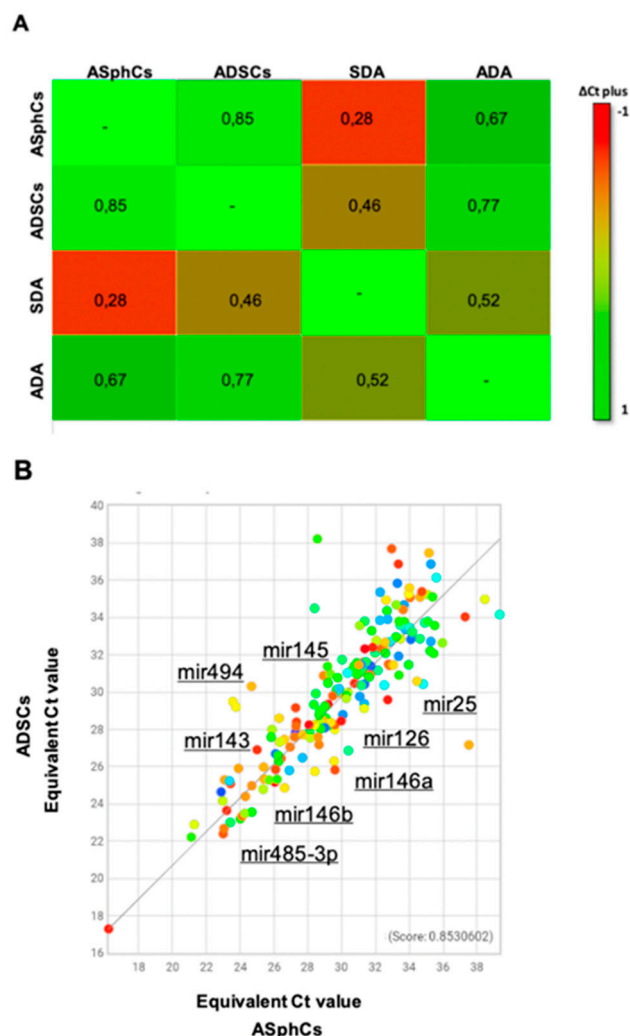 A
ASphCs ADSCs SDA ADA
ΔCt plus
-1
ASphCs - 0,85 0,28 0,67
ADSCs 0,85 - 0,46 0,77
SDA 0,28 0,46 - 0,52
ADA 0,67 0,77 0,52 -
1
B
40
38
36
34
32
30
28
26
24
22
20
18
16
ADSCs
Equivalent Ct value
mir145
mir494
mir25
mir143
mir126
mir146a
mir146b
mir485-3p
(Score: 0.8530602)
18 20 22 24 26 28 30 32 34 36 38
Equivalent Ct value
ASphCs